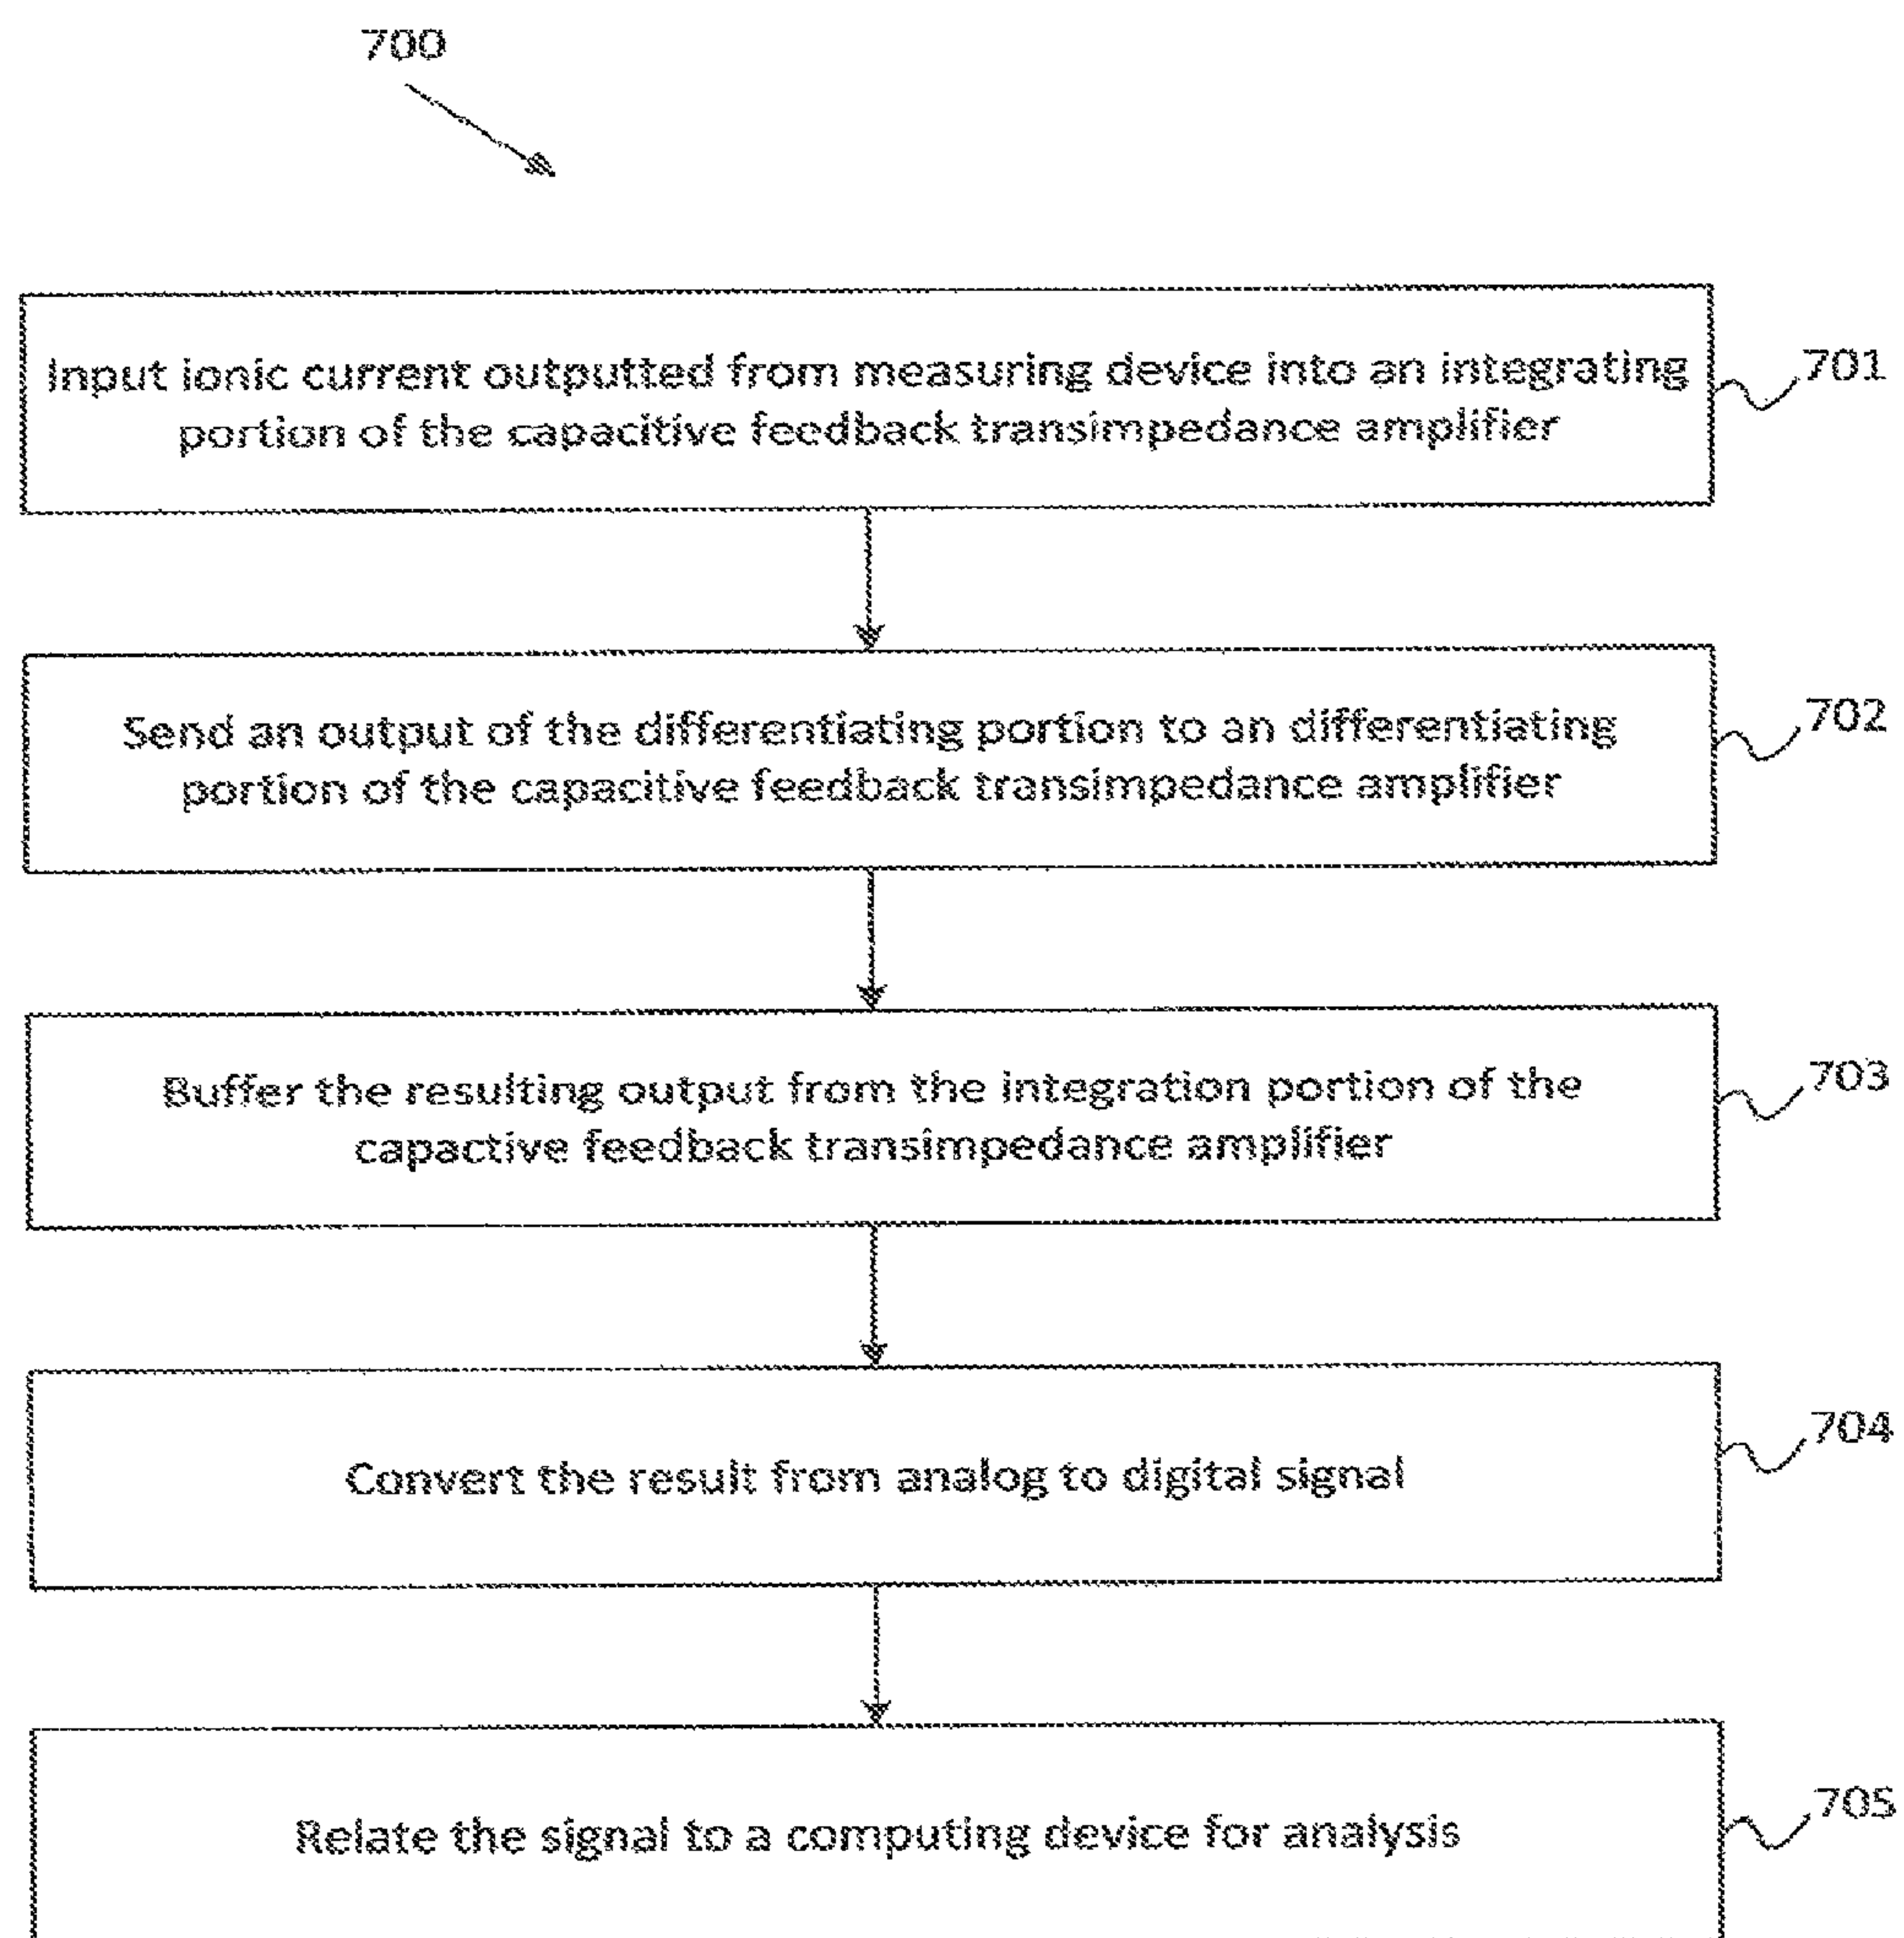 700
Input ionic current outputted from measuring device into an integrating
portion of the capacitive feedback transimpedance amplifier
701
Send an output of the differentiating portion to an differentiating
portion of the capacitive feedback transimpedance amplifier
702
Buffer the resulting output from the integration portion of the
capactive feedback transimpedance amplifier
703
Convert the result from analog to digital signal
704
Relate the signal to a computing device for analysis
705